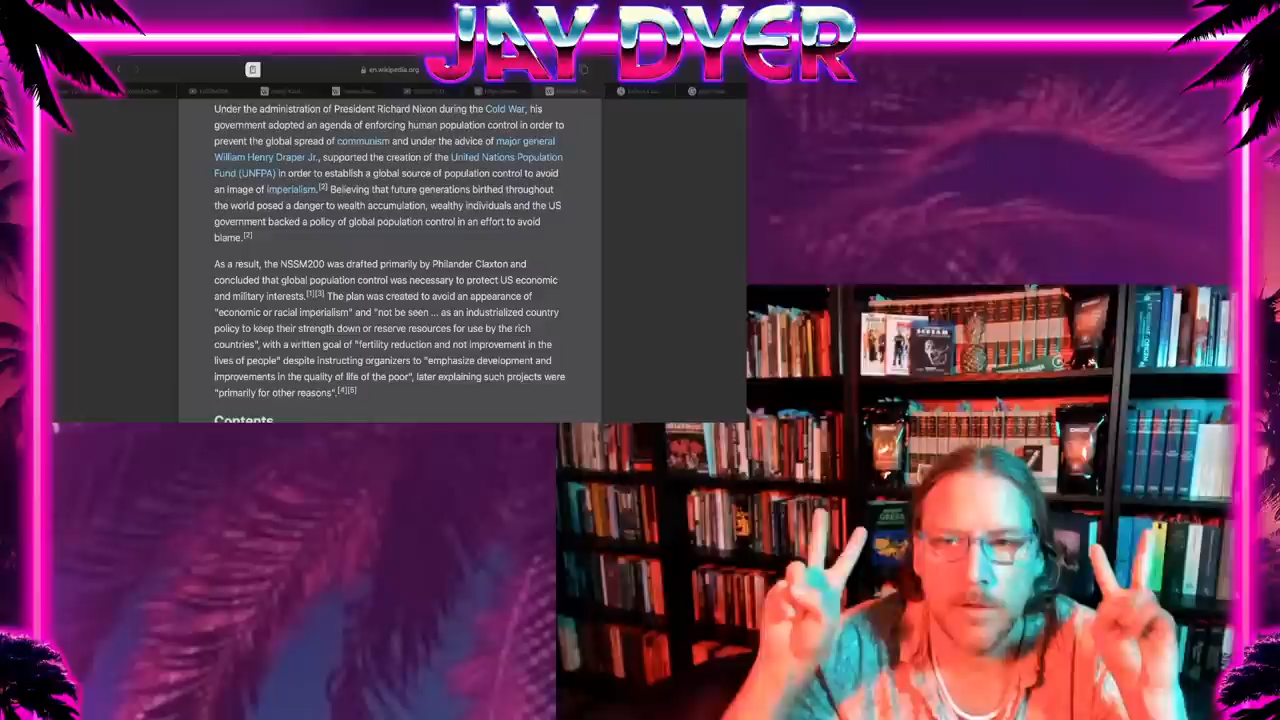 JAY DYER
en.wikipedia.org
Under the administration of President Richard Nixon during the Cold War, his
government adopted an agenda of enforcing human population control in order to
prevent the global spread of communism and under the advice of major general
William Henry Draper Jr., supported the creation of the United Nations Population
Fund (UNFPA) in order to establish a global source of population control to avoid
an image of imperialism.[2] Believing that future generations birthed throughout
the world posed a danger to wealth accumulation, wealthy individuals and the US
government backed a policy of global population control in an effort to avoid
blame.[2]
As a result, the NSSM200 was drafted primarily by Philander Claxton and
concluded that global population control was necessary to protect US economic
and military interests.[1][3] The plan was created to avoid an appearance of
"economic or racial imperialism" and "not be seen ... as an industrialized country
policy to keep their strength down or reserve resources for use by the rich
countries", with a written goal of "fertility reduction and not improvement in the
lives of people" despite instructing organizers to "emphasize development and
improvements in the quality of life of the poor", later explaining such projects were
"primarily for other reasons".[4][5]
Contents
SCREAM